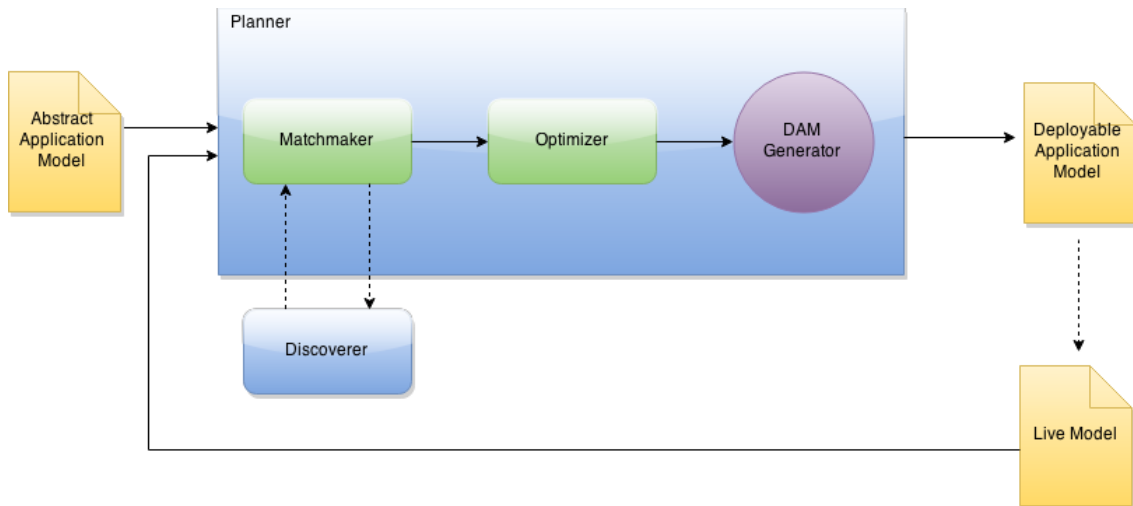 Planner
Abstract
Application
Model
Matchmaker
Optimizer
DAM
Generator
Deployable
Application
Model
Discoverer
Live Model